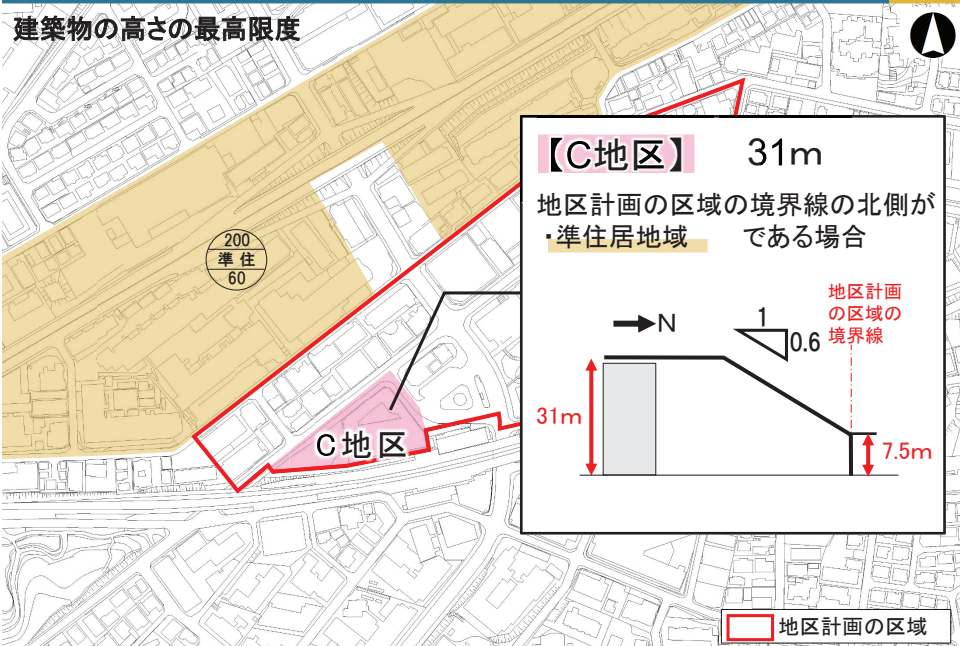 建築物の高さの最高限度
【C地区】 31m
地区計画の区域の境界線の北側が
・準住居地域 である場合
地区計画
の区域の
境界線
N
1
0.6
31m
7.5m
200
準住
60
C地区
地区計画の区域